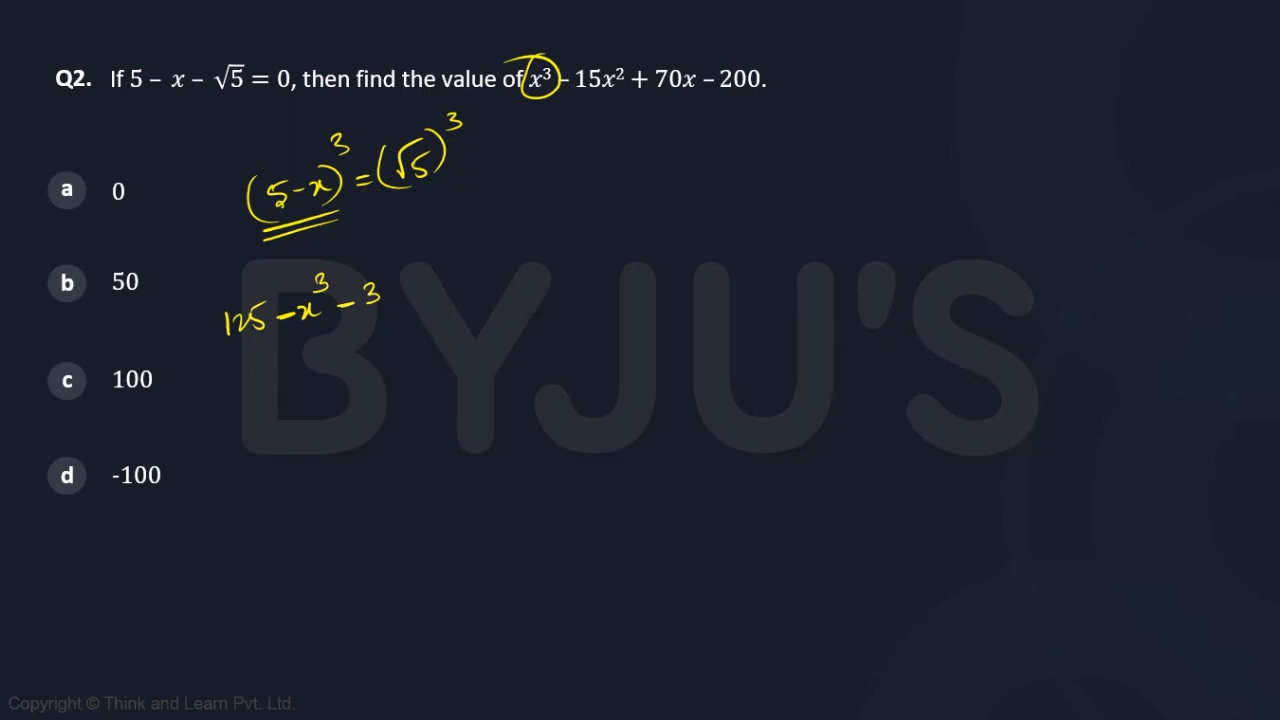 Q2. If 5 – x – √5 = 0, then find the value of x³ – 15x² + 70x – 200.
(5-x)³ = (√5)³
a 0
b 50
125 - x³ - 3
c 100
d -100
BYJU'S
Copyright © Think and Learn Pvt. Ltd.